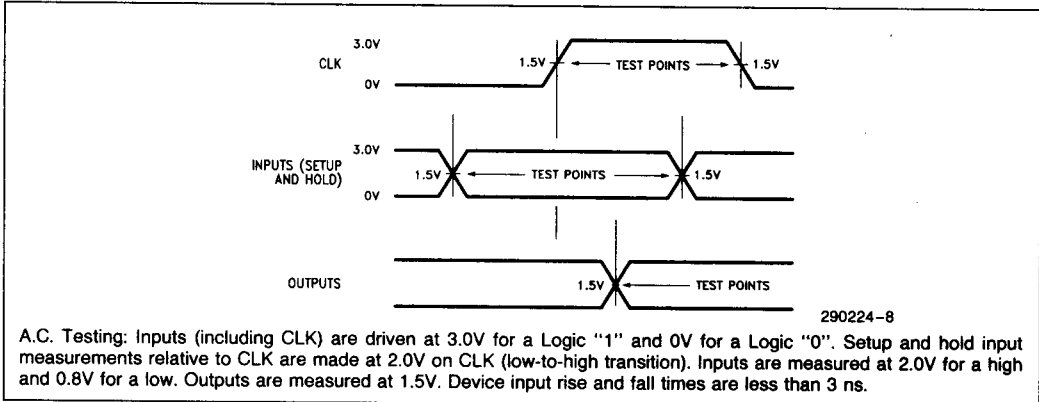 3.0V
CLK
1.5V
TEST POINTS
1.5V
0V
3.0V
INPUTS (SETUP
AND HOLD)
1.5V
TEST POINTS
1.5V
0V
OUTPUTS
1.5V
TEST POINTS
290224-8
A.C. Testing: Inputs (including CLK) are driven at 3.0V for a Logic "1" and 0V for a Logic "0". Setup and hold input
measurements relative to CLK are made at 2.0V on CLK (low-to-high transition). Inputs are measured at 2.0V for a high
and 0.8V for a low. Outputs are measured at 1.5V. Device input rise and fall times are less than 3 ns.